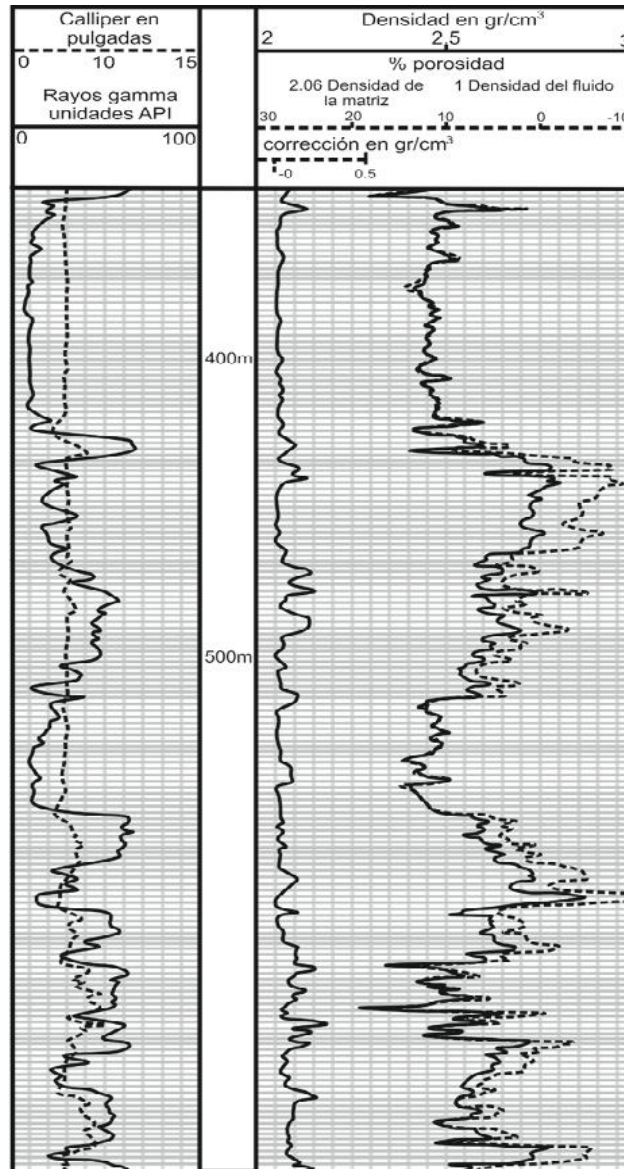 Calliper en
pulgadas
0 10 15
Rayos gamma
unidades API
0 100
Densidad en gr/cm³
2 2,5 3
% porosidad
2.06 Densidad de
la matriz
1 Densidad del fluido
30 20 10 0 -10
corrección en gr/cm³
-0 0.5
400m
500m